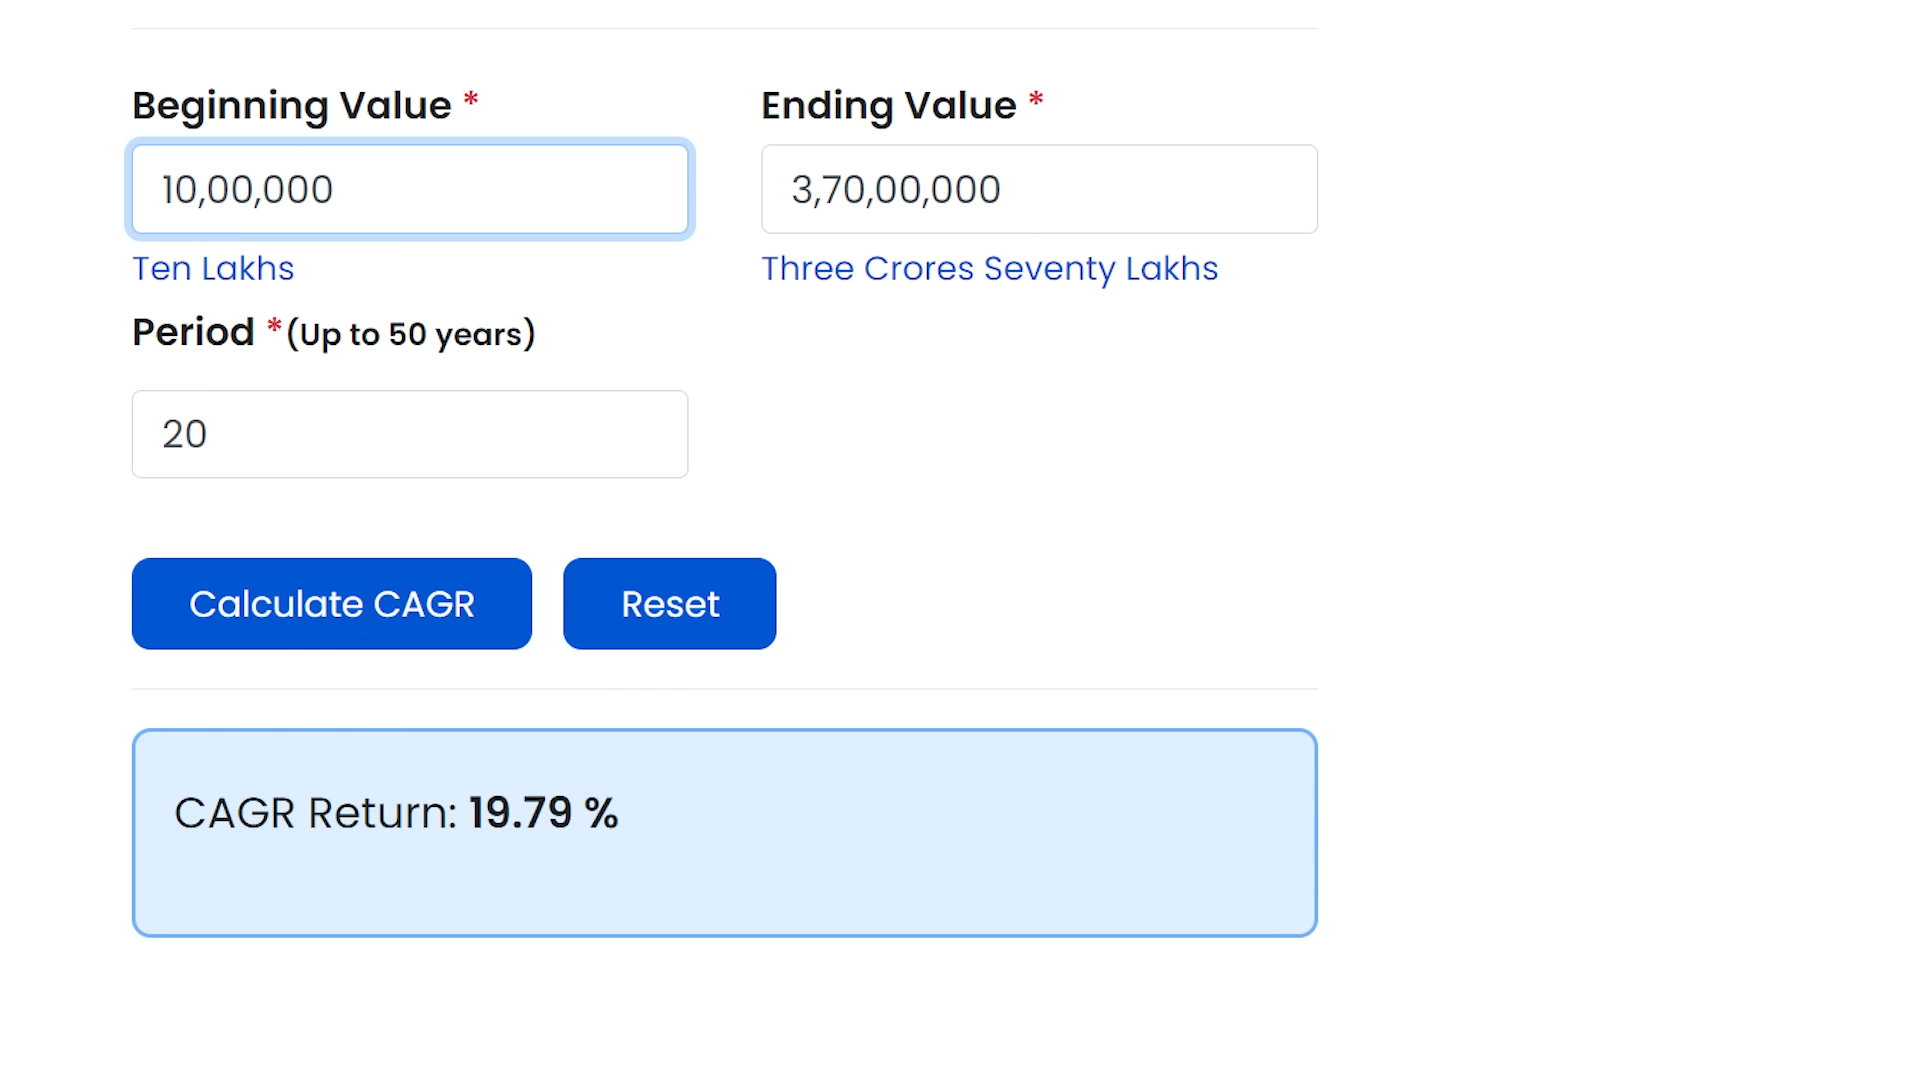 Beginning Value *
10,00,000
Ten Lakhs
Ending Value *
3,70,00,000
Three Crores Seventy Lakhs
Period *(Up to 50 years)
20
Calculate CAGR
Reset
CAGR Return: 19.79 %